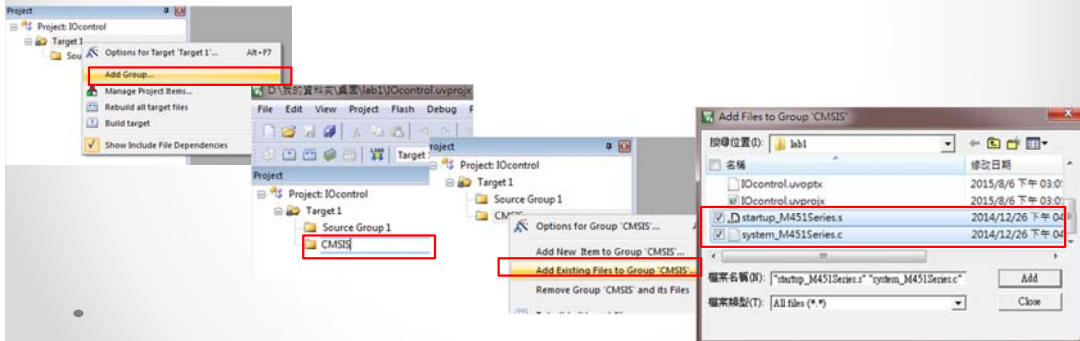 Project
Project: IOcontrol
Target 1
Sou
Options for Target 'Target 1'... Alt+F7
Add Group...
Manage Project Items...
Rebuild all target files
Build target
Show Include File Dependencies
D:\我的資料夾\桌面\lab1\IOcontrol.uvprojx
File Edit View Project Flash Debug
Target
Project
Project: IOcontrol
Target 1
Source Group 1
CMSIS
roject
Project: IOcontrol
Target 1
Source Group 1
CM
Options for Group 'CMSIS'...
Add New Item to Group 'CMSIS'...
Add Existing Files to Group 'CMSIS'...
Remove Group 'CMSIS' and its Files
Add Files to Group 'CMSIS'
搜尋位置(I): lab1
名稱 修改日期
IOcontrol.uvoptx 2015/8/6 下午 03:0
IOcontrol.uvprojx 2015/8/6 下午 03:0
startup_M451Series.s 2014/12/26 下午 04
system_M451Series.c 2014/12/26 下午 04
檔案名稱(N): "startup_M451Series.s" "system_M451Series.c" Add
檔案類型(T): All files (*.*) Close